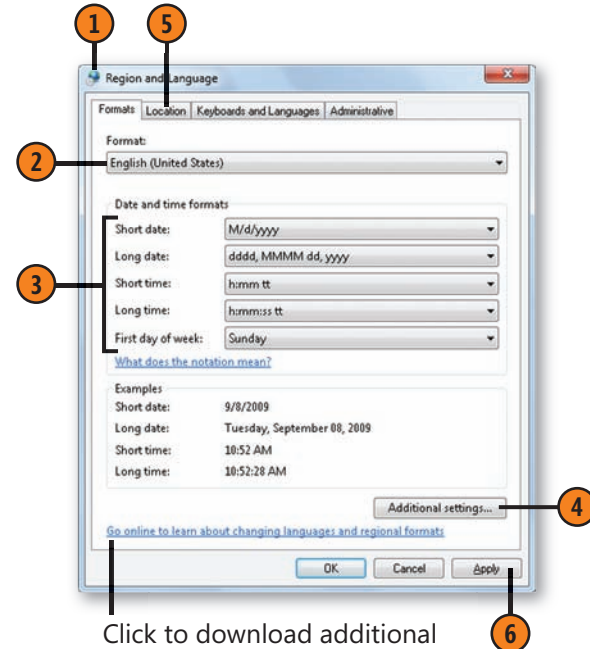 1 5
Region and Language
Formats Location Keyboards and Languages Administrative
Format:
2 English (United States)
Date and time formats
Short date: M/d/yyyy
Long date: dddd, MMMM dd, yyyy
3 Short time: h:mm tt
Long time: h:mm:ss tt
First day of week: Sunday
What does the notation mean?
Examples
Short date: 9/8/2009
Long date: Tuesday, September 08, 2009
Short time: 10:52 AM
Long time: 10:52:28 AM
Additional settings... 4
Go online to learn about changing languages and regional formats
OK Cancel Apply
Click to download additional 6